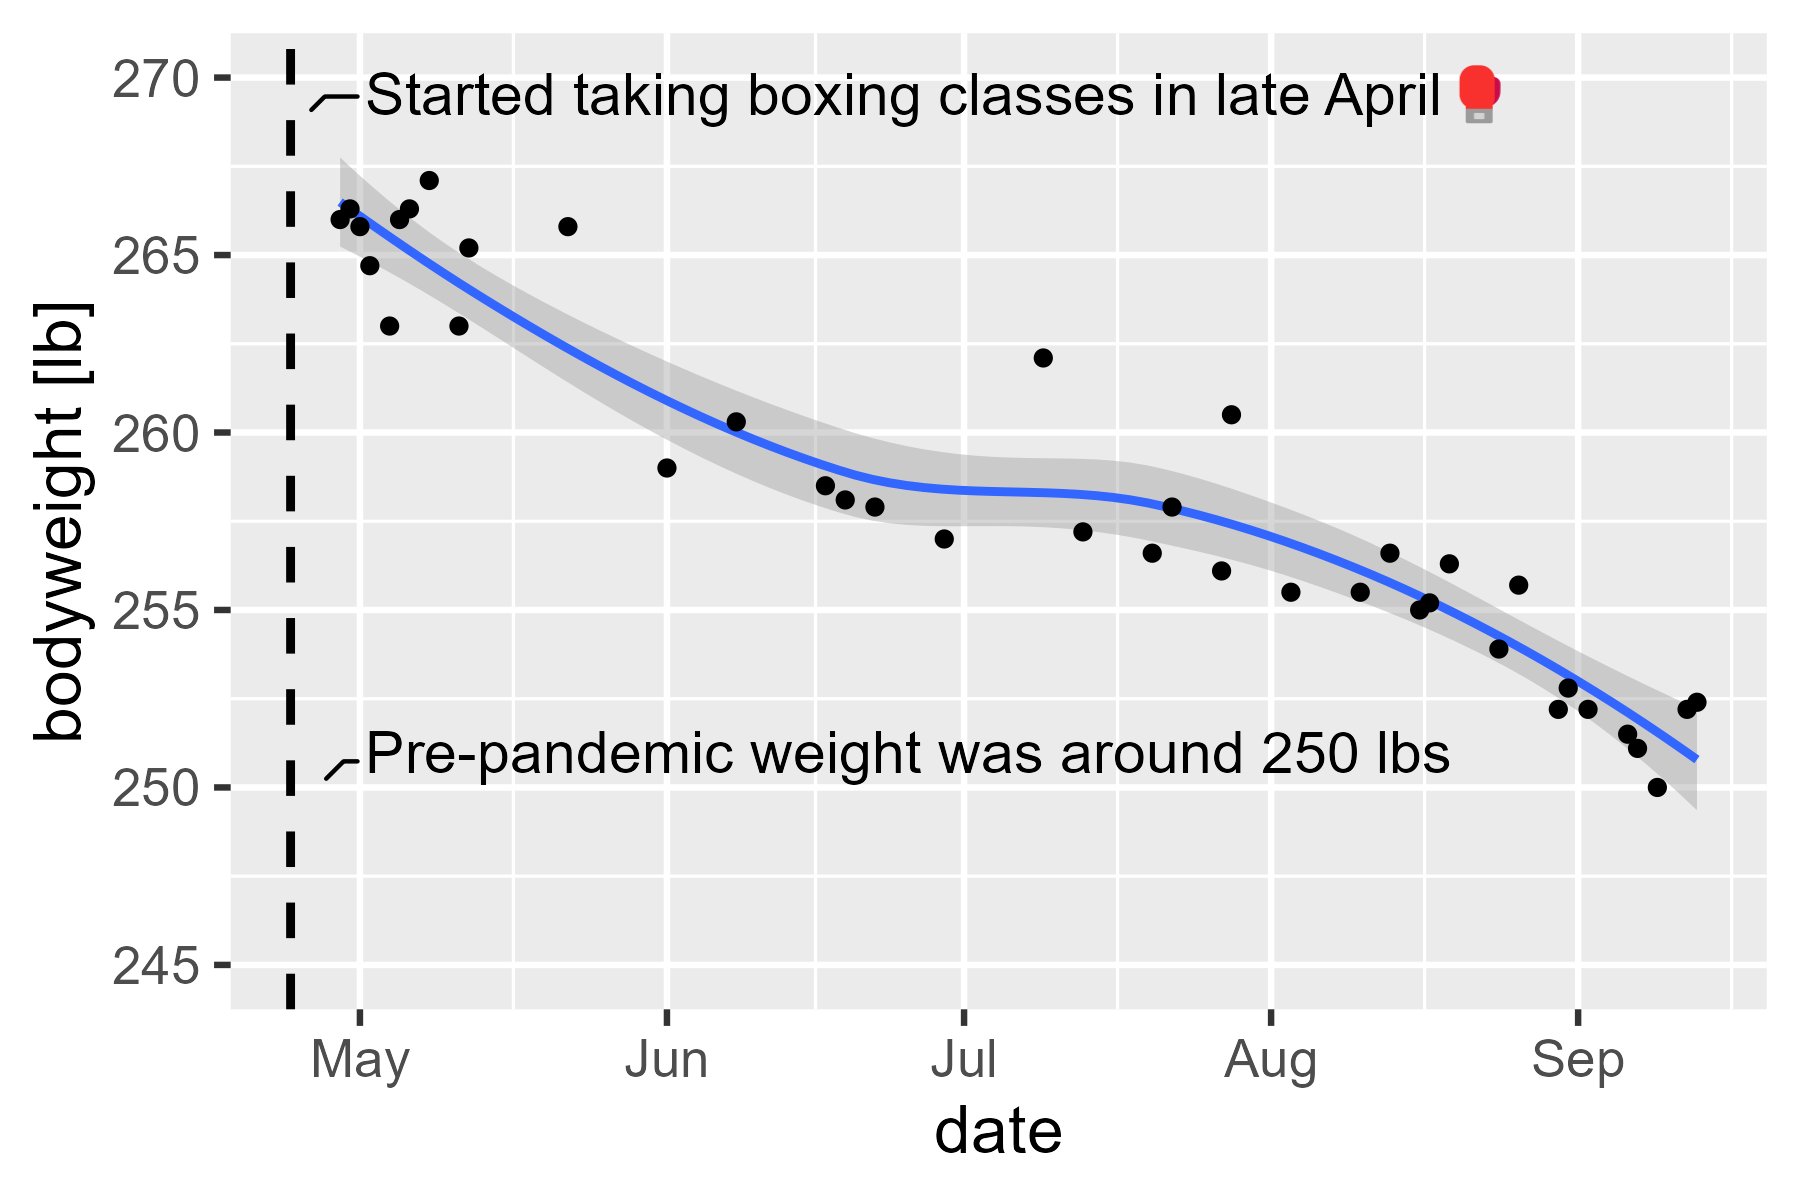 270
Started taking boxing classes in late April 🥊
265
260
255
Pre-pandemic weight was around 250 lbs
250
245
bodyweight [lb]
May Jun Jul Aug Sep
date